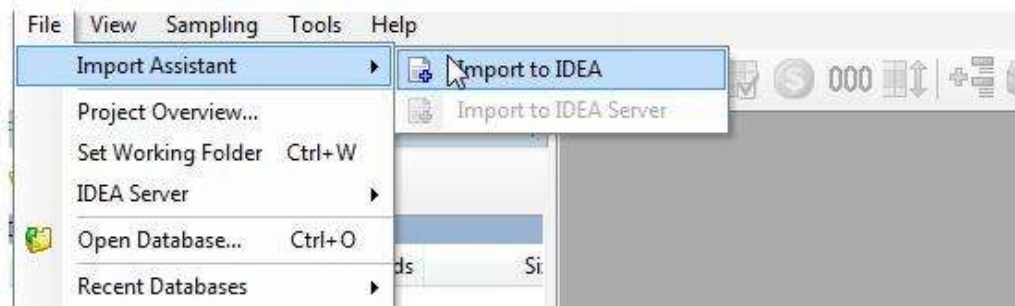 File View Sampling Tools Help
Import Assistant
Import to IDEA
Import to IDEA Server
000
Project Overview...
Set Working Folder Ctrl+W
IDEA Server
Open Database... Ctrl+O
Recent Databases